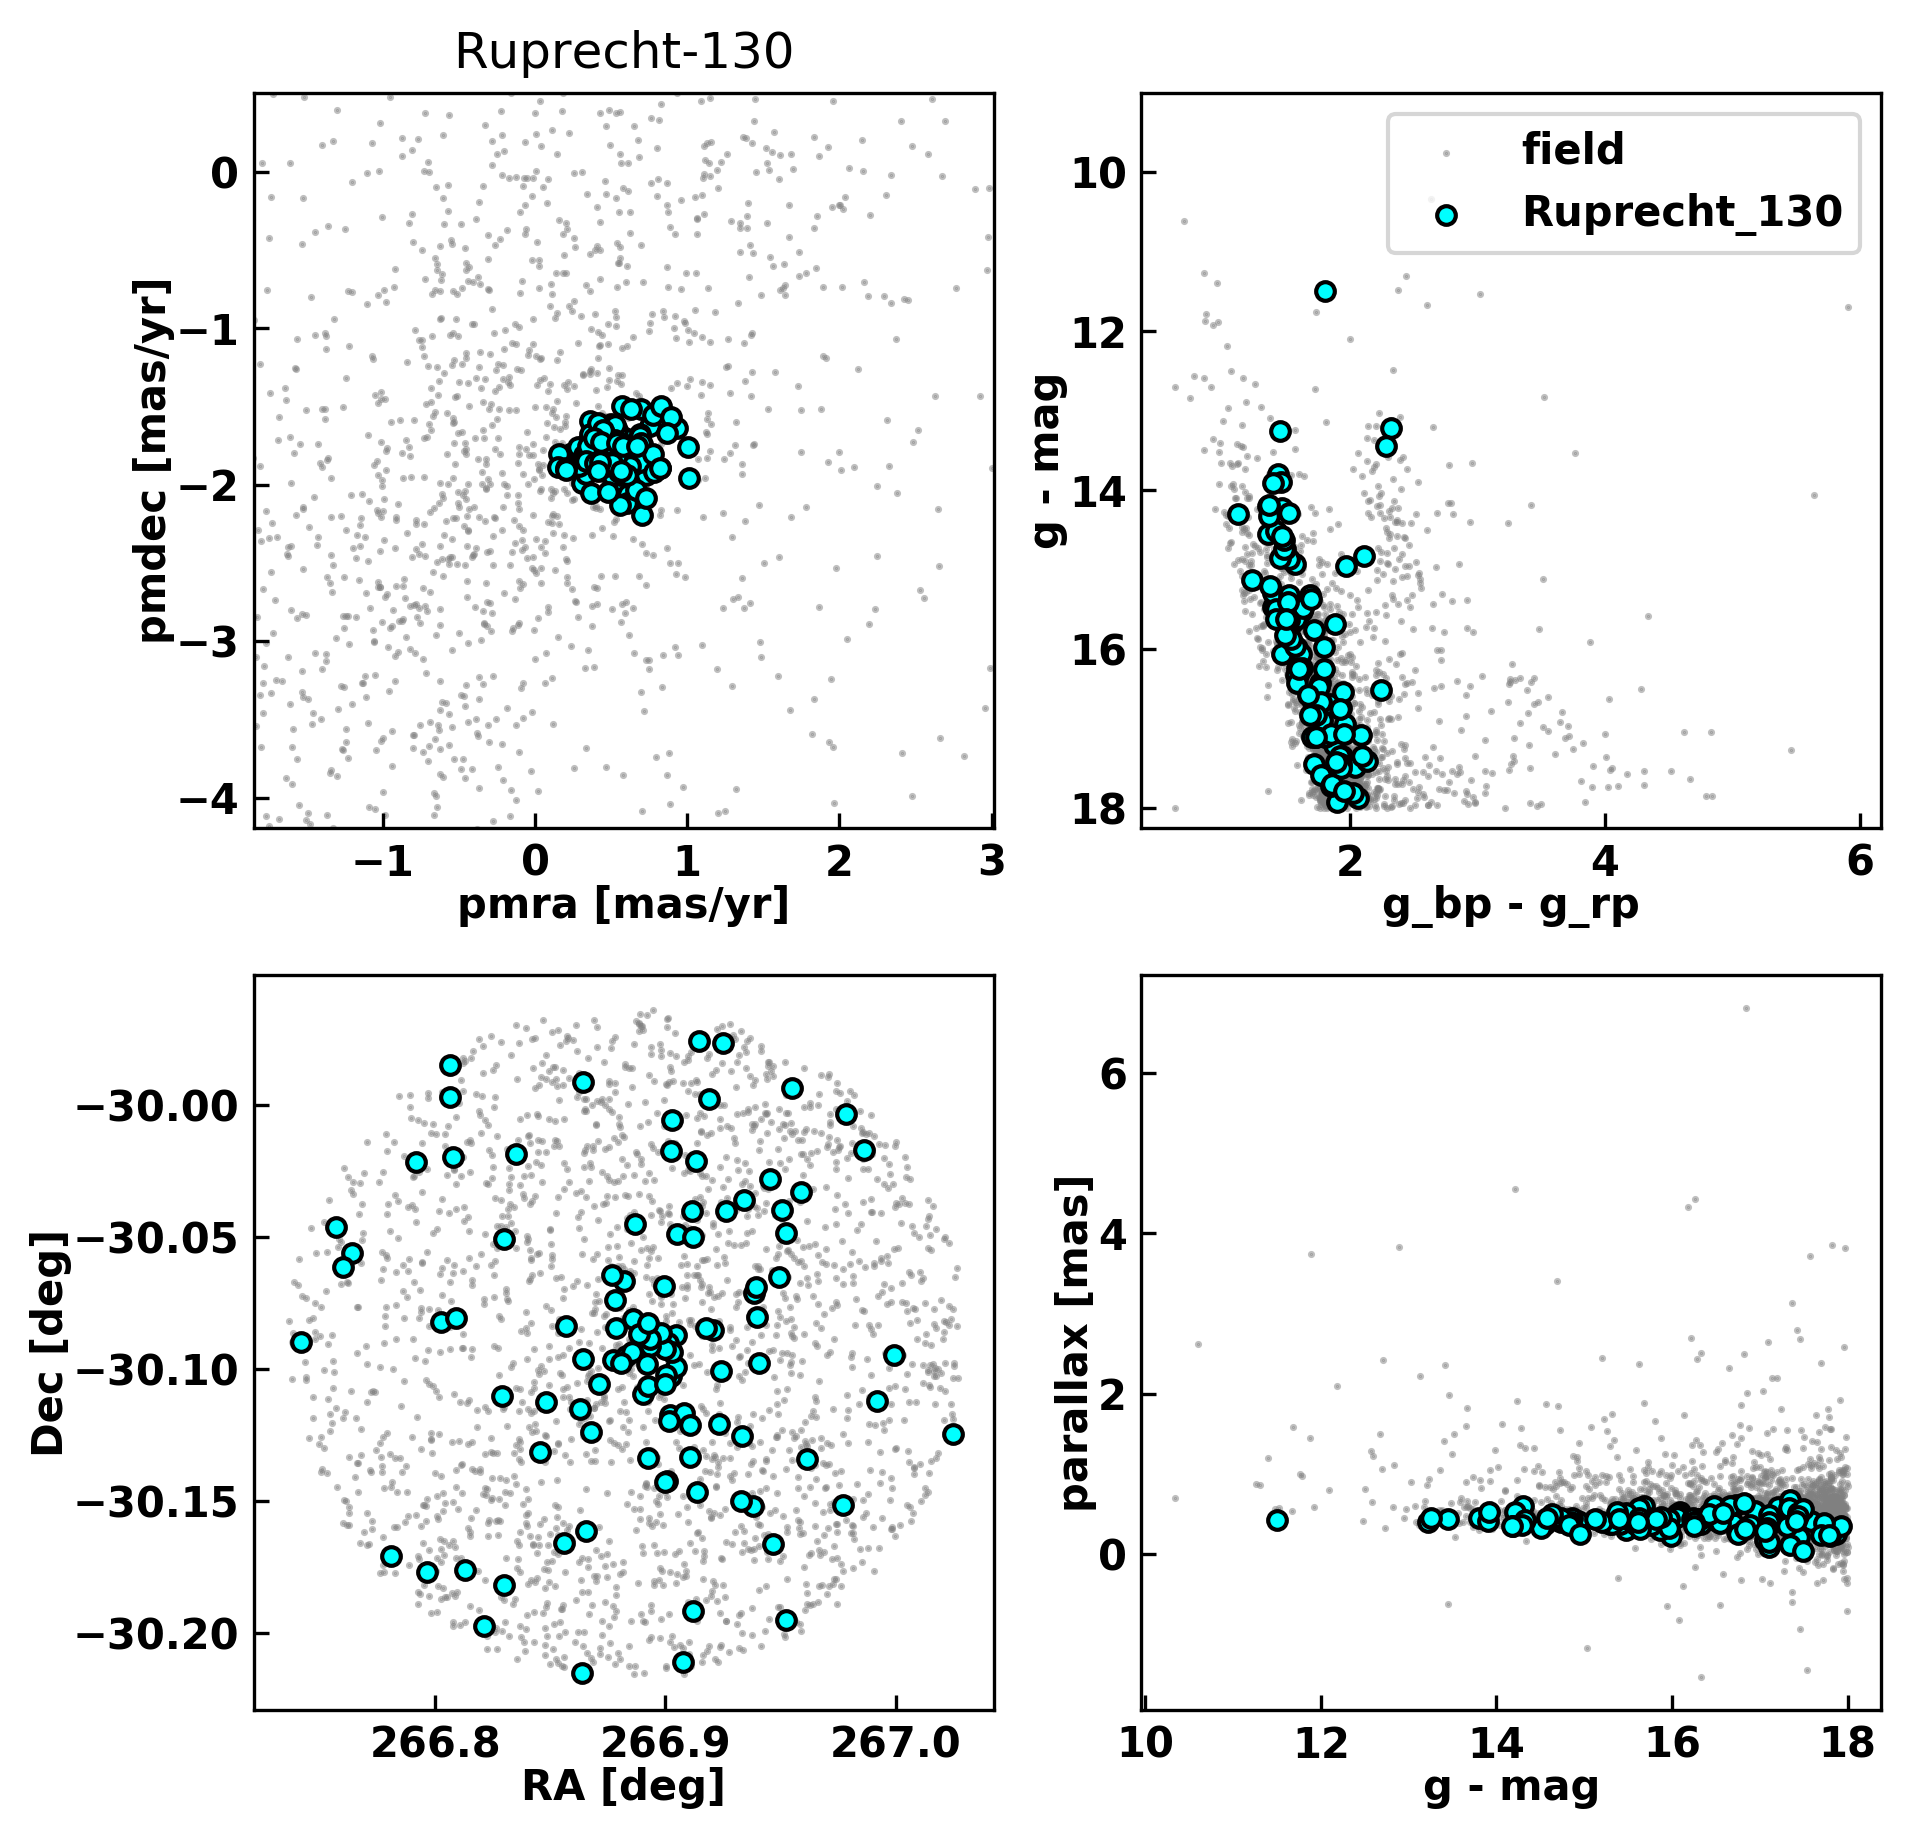 Ruprecht-130
0
−1
−2
−3
−4
pmdec [mas/yr]
−1 0 1 2 3
pmra [mas/yr]
field
Ruprecht_130
10
12
14
16
18
g - mag
2 4 6
g_bp - g_rp
−30.00
−30.05
−30.10
−30.15
−30.20
Dec [deg]
266.8 266.9 267.0
RA [deg]
6
4
2
0
parallax [mas]
10 12 14 16 18
g - mag